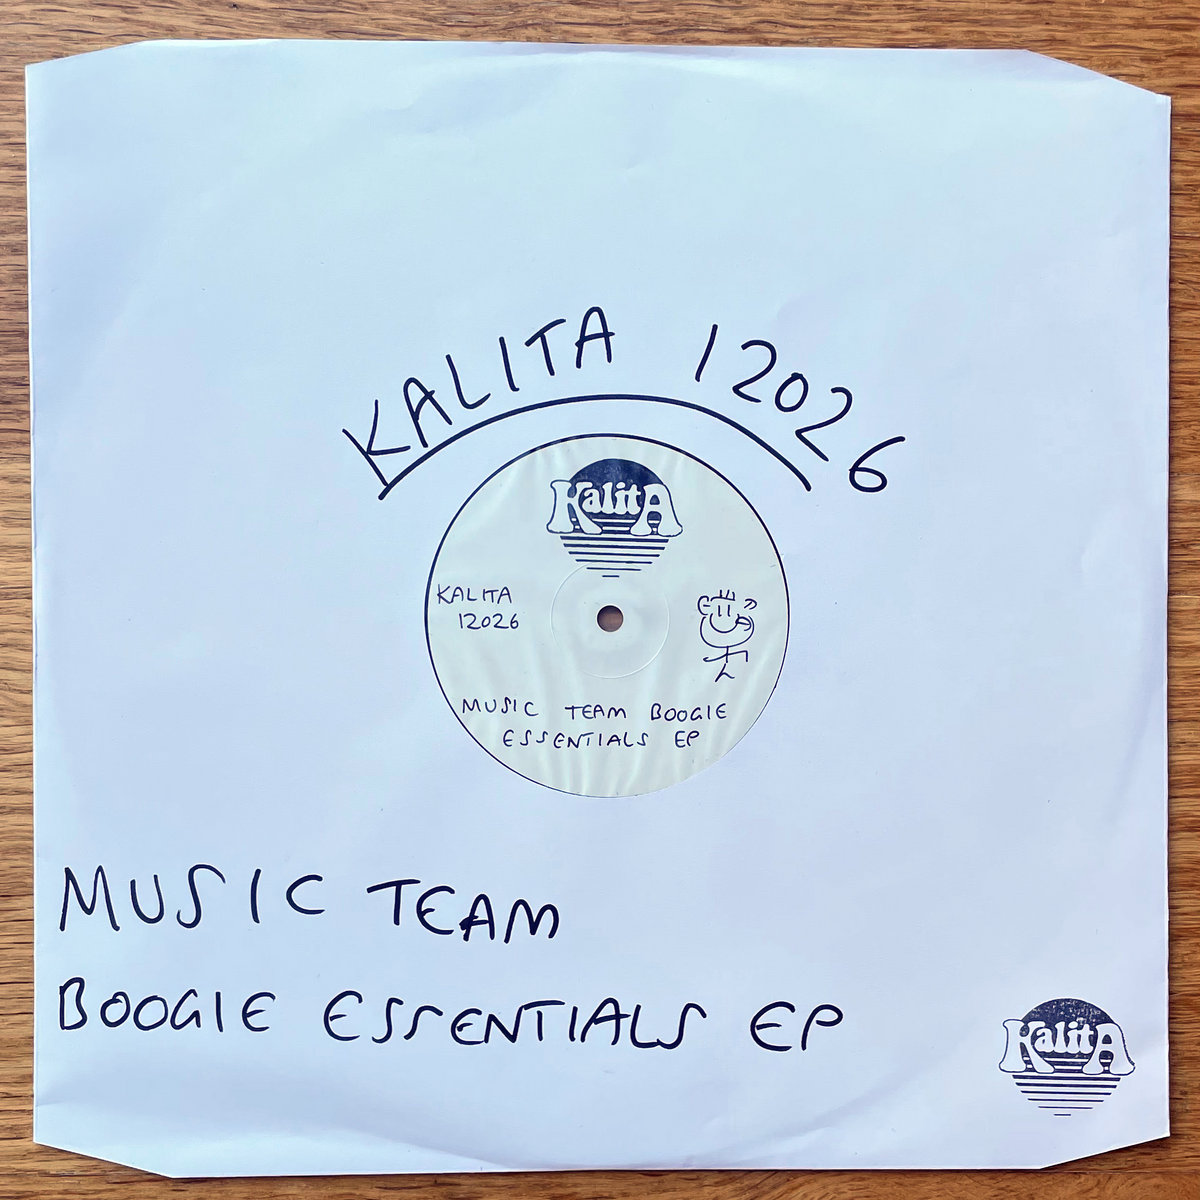 KALITA 12026
KalitA
KALITA
12026
MUSIC TEAM BOOGIE
ESSENTIALS EP
MUSIC TEAM
BOOGIE ESSENTIALS EP
KalitA